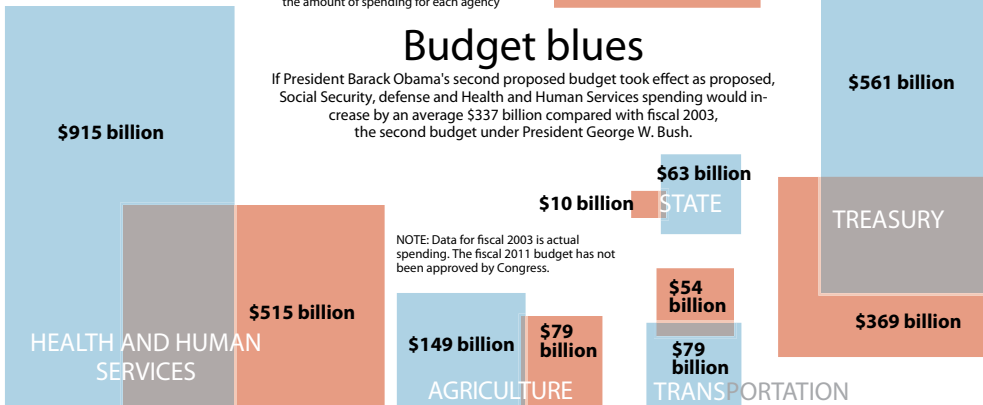 the amount of spending for each agency
Budget blues
If President Barack Obama's second proposed budget took effect as proposed,
Social Security, defense and Health and Human Services spending would in-
crease by an average $337 billion compared with fiscal 2003,
the second budget under President George W. Bush.
$915 billion
$561 billion
$63 billion
$10 billion
STATE
TREASURY
NOTE: Data for fiscal 2003 is actual
spending. The fiscal 2011 budget has not
been approved by Congress.
$515 billion
HEALTH AND HUMAN
SERVICES
$149 billion
$79
billion
AGRICULTURE
$54
billion
$79
billion
TRANSPORTATION
$369 billion